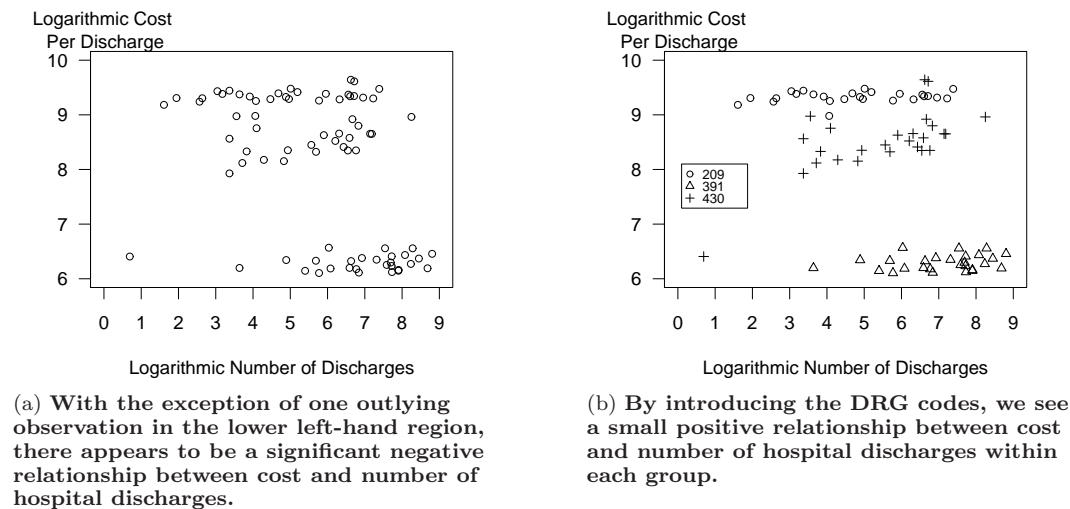 Logarithmic Cost
Per Discharge
10
9
8
7
6
0 1 2 3 4 5 6 7 8 9
Logarithmic Number of Discharges
(a) With the exception of one outlying
observation in the lower left-hand region,
there appears to be a significant negative
relationship between cost and number of
hospital discharges.
Logarithmic Cost
Per Discharge
10
9
8
7
6
209
391
430
0 1 2 3 4 5 6 7 8 9
Logarithmic Number of Discharges
(b) By introducing the DRG codes, we see
a small positive relationship between cost
and number of hospital discharges within
each group.